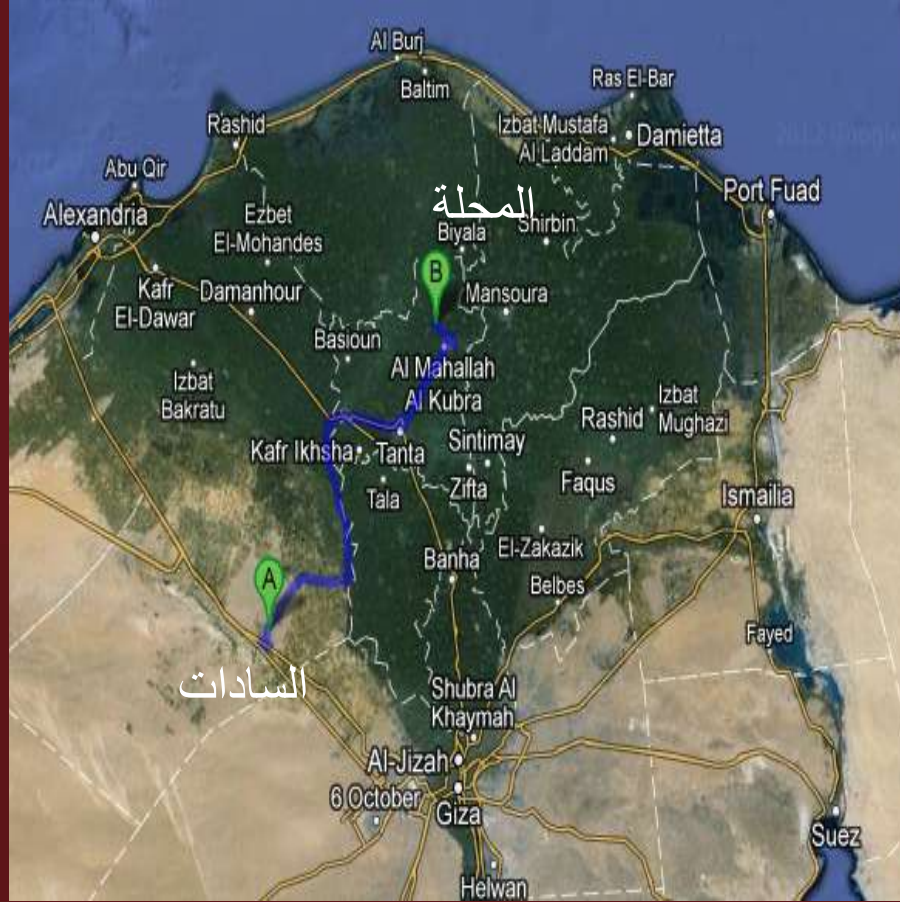 Al Burj
Baltim
Ras El-Bar
Rashid
Izbat Mustafa
Al Laddam
Damietta
Abu Qir
Port Fuad
Alexandria
Ezbet
El-Mohandes
المحلة
Biyala
Shirbin
B
Kafr
El-Dawar
Damanhour
Mansoura
Basioun
Al Mahallah
Al Kubra
Izbat
Bakratu
Rashid
Izbat
Mughazi
Kafr Ikhsha
Tanta
Sintimay
Tala
Zifta
Faqus
Ismailia
A
Banha
El-Zakazik
Belbes
Fayed
السادات
Shubra Al
Khaymah
Al-Jizah
6 October
Giza
Suez
Helwan